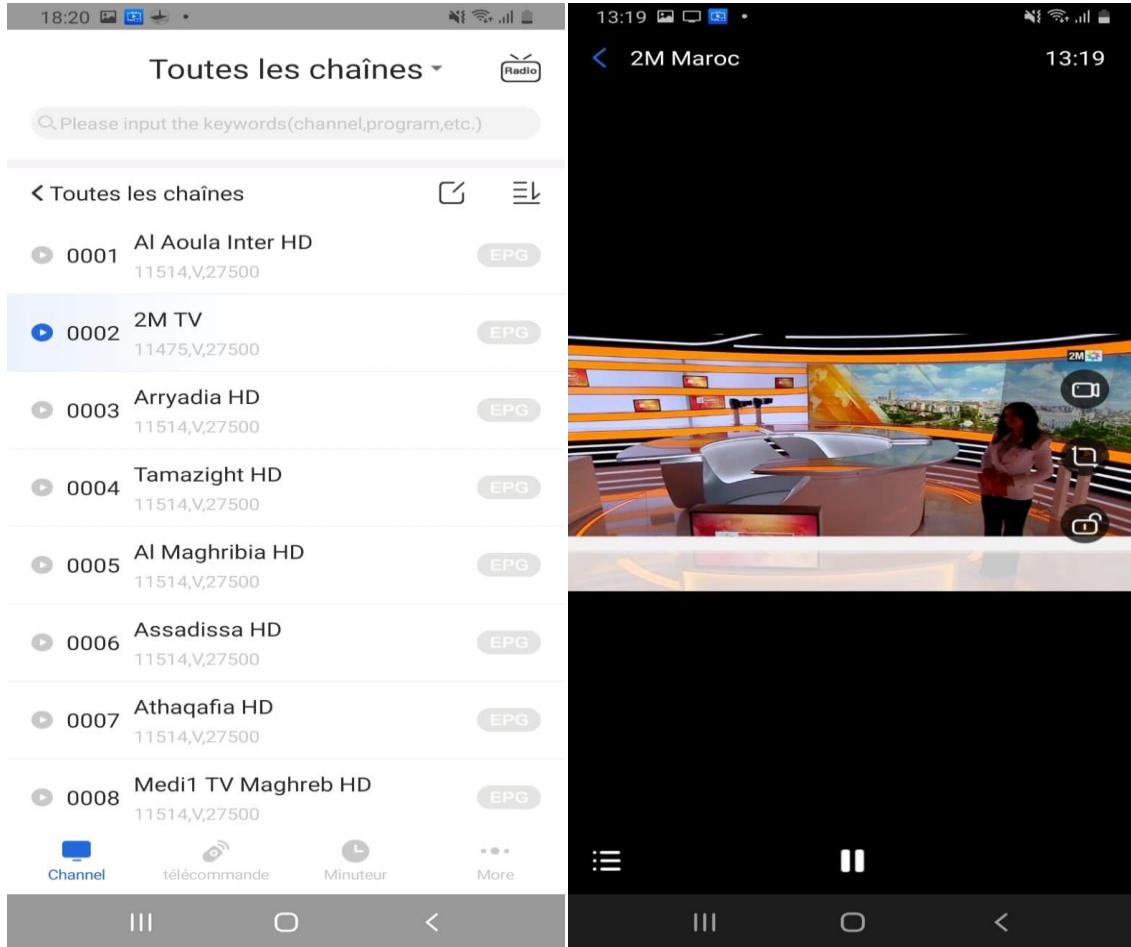 18:20
Toutes les chaînes
Radio
Please input the keywords(channel,program,etc.)
Toutes les chaînes
0001 Al Aoula Inter HD EPG
11514,V,27500
0002 2M TV EPG
11475,V,27500
0003 Arryadia HD EPG
11514,V,27500
0004 Tamazight HD EPG
11514,V,27500
0005 Al Maghribia HD EPG
11514,V,27500
0006 Assadissa HD EPG
11514,V,27500
0007 Athaqafia HD EPG
11514,V,27500
0008 Medi1 TV Maghreb HD EPG
11514,V,27500
Channel télécommande Minuteur More
13:19
2M Maroc 13:19
2M